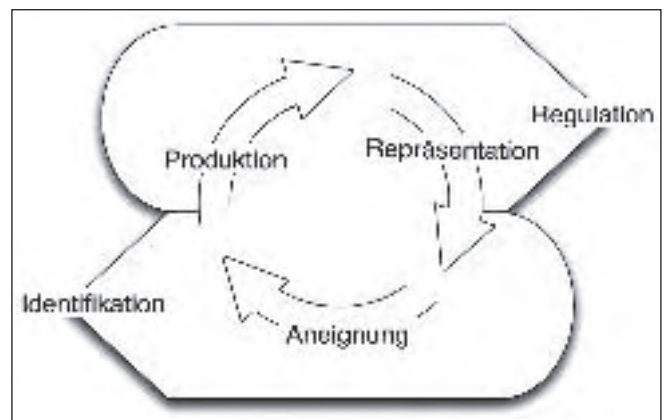 Regulation
Produktion
Repräsentation
Identifikation
Aneignung